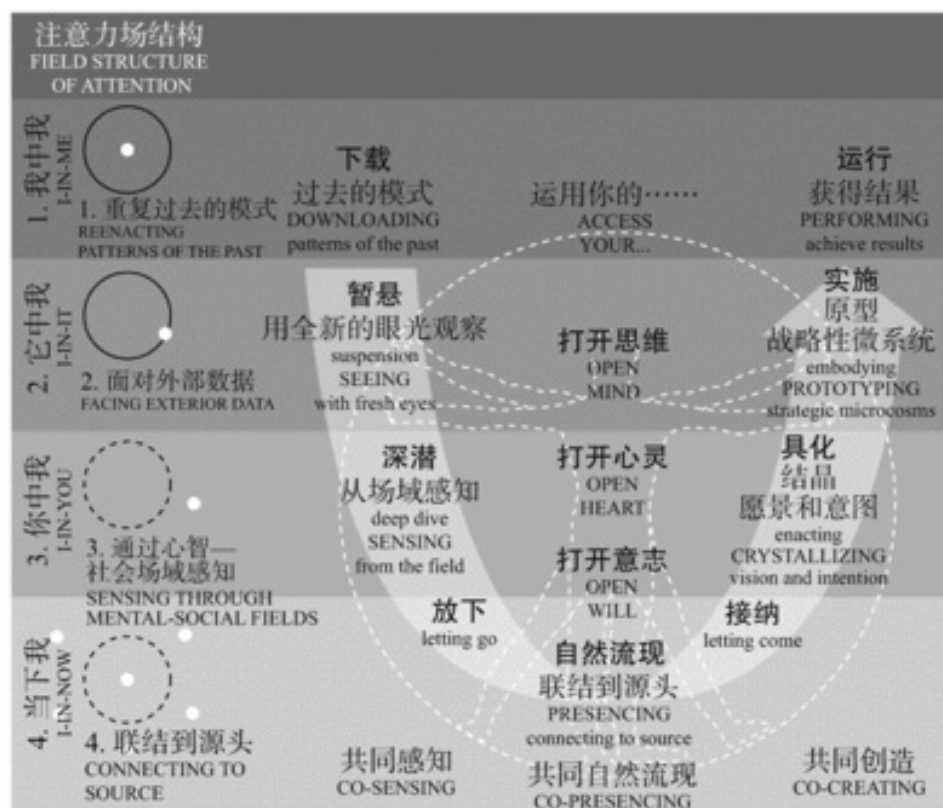 注意力场结构
FIELD STRUCTURE
OF ATTENTION
1. 我中我
I-IN-ME
1. 重复过去的模式
REENACTING
PATTERNS OF THE PAST
下载
过去的模式
DOWNLOADING
patterns of the past
运用你的……
ACCESS
YOUR...
运行
获得结果
PERFORMING
achieve results
2. 它中我
I-IN-IT
2. 面对外部数据
FACING EXTERIOR DATA
暂悬
用全新的眼光观察
suspension
SEEING
with fresh eyes
打开思维
OPEN
MIND
实施
原型
战略性微系统
embodying
PROTOTYPING
strategic microcosms
3. 你中我
I-IN-YOU
3. 通过心智—
社会场域感知
SENSING THROUGH
MENTAL-SOCIAL FIELDS
深潜
从场域感知
deep dive
SENSING
from the field
打开心灵
OPEN
HEART
具化
结晶
愿景和意图
enacting
CRYSTALLIZING
vision and intention
打开意志
OPEN
WILL
4. 当下我
I-IN-NOW
4. 联结到源头
CONNECTING TO
SOURCE
放下
letting go
接纳
letting come
自然流现
联结到源头
PRESENCING
connecting to source
共同感知
CO-SENSING
共同自然流现
CO-PRESENCING
共同创造
CO-CREATING